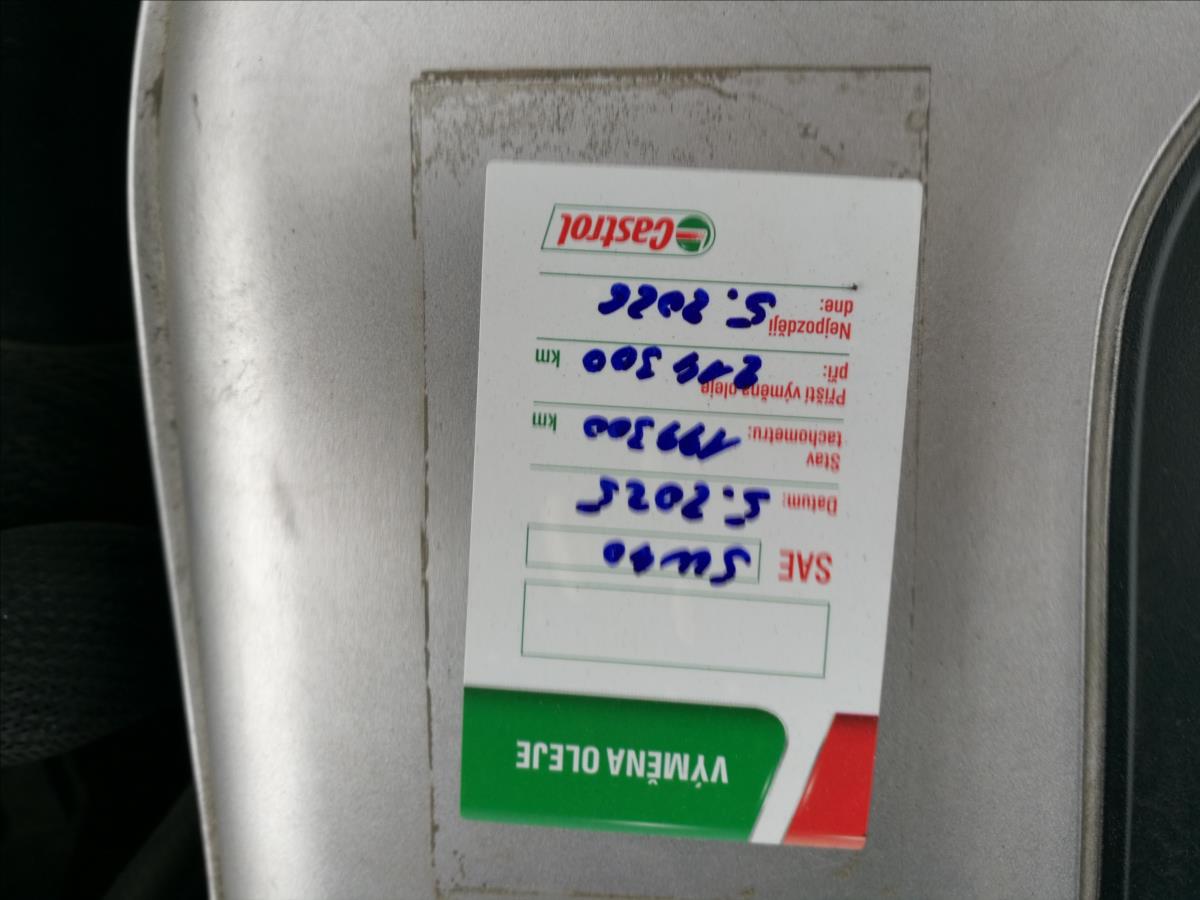 VÝMĚNA OLEJE
SAE 5W40
Datum: 5.2025
Stav
tachometru: 199300 km
Příští výměna oleje
při: 214300 km
Nejpozději
dne: 5.2026
Castrol